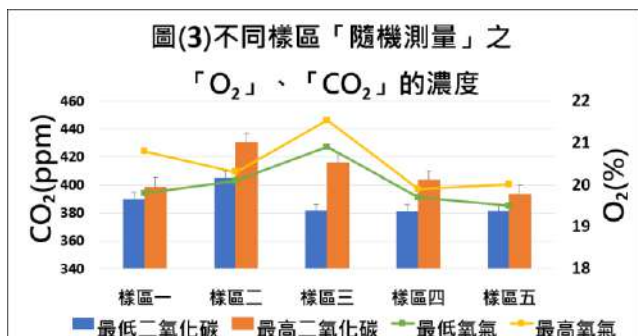 圖(3)不同樣區「隨機測量」之
「O₂」、「CO₂」的濃度
CO₂(ppm)
460
440
420
400
380
360
340
22
21
20
19
18
O₂(%)
樣區一 樣區二 樣區三 樣區四 樣區五
最低二氧化碳 最高二氧化碳 最低氧氣 最高氧氣